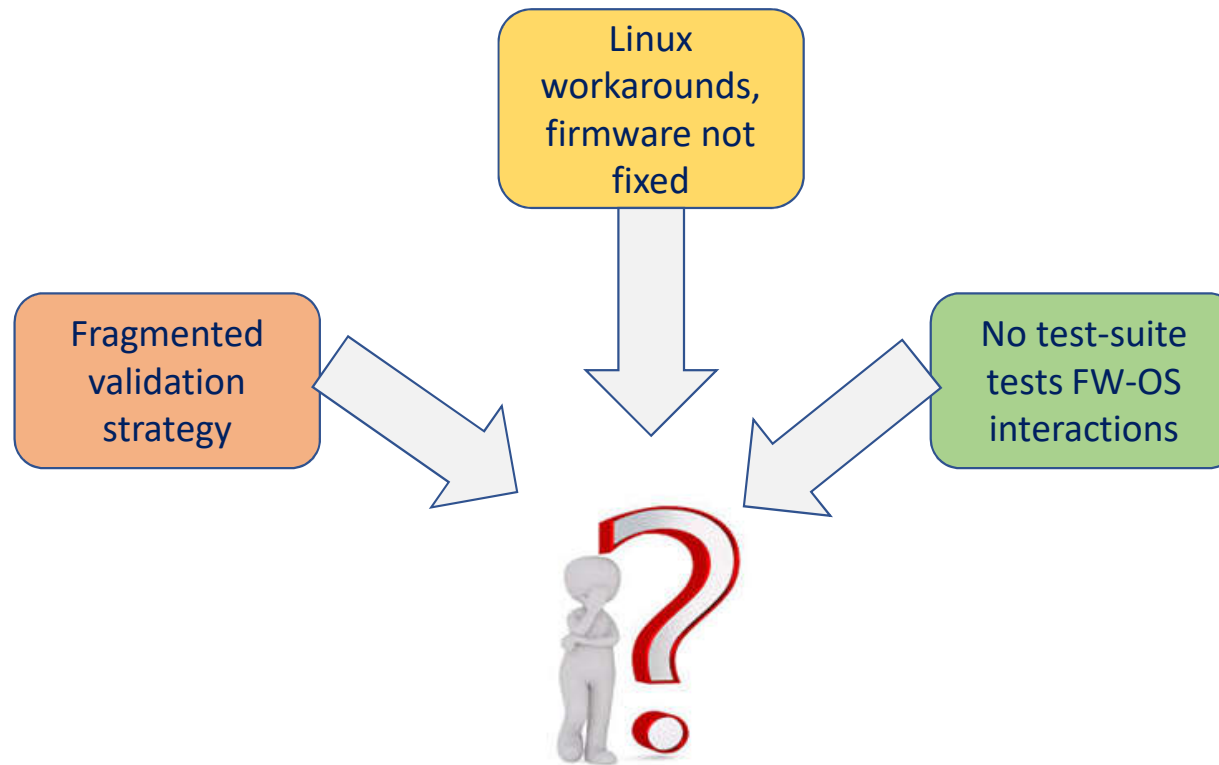 Linux
workarounds,
firmware not
fixed
Fragmented
validation
strategy
No test-suite
tests FW-OS
interactions